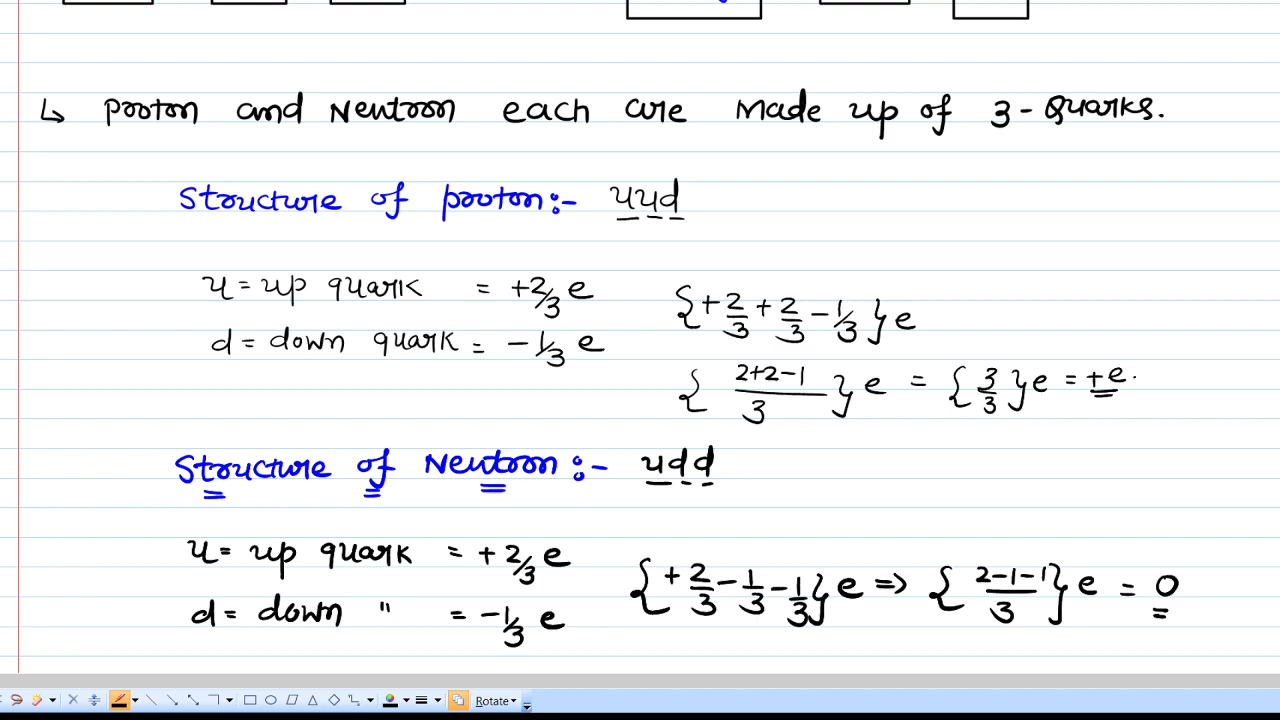 ↳ Proton and Neutron each are made up of 3-Quarks.
Structure of proton:- uud
u = up quark = +2/3 e
d = down quark = -1/3 e
{+2/3 + 2/3 - 1/3}e
{(2+2-1)/3}e = {3/3}e = +e.
Structure of Neutron:- udd
u = up quark = +2/3 e
d = down " = -1/3 e
{+2/3 - 1/3 - 1/3}e => {(2-1-1)/3}e = 0
Rotate